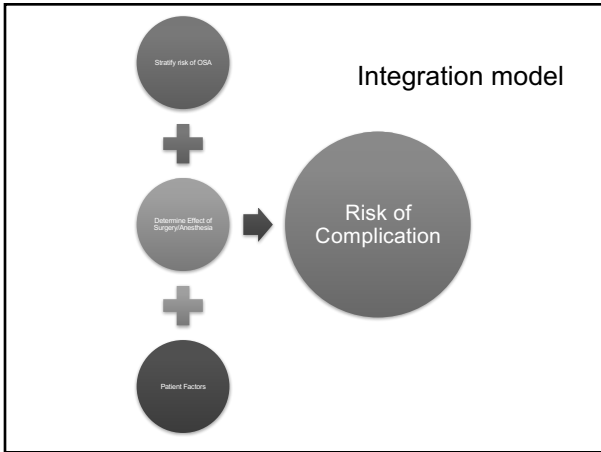 Integration model
Stratify risk of OSA
Determine Effect of
Surgery/Anesthesia
Patient Factors
Risk of
Complication